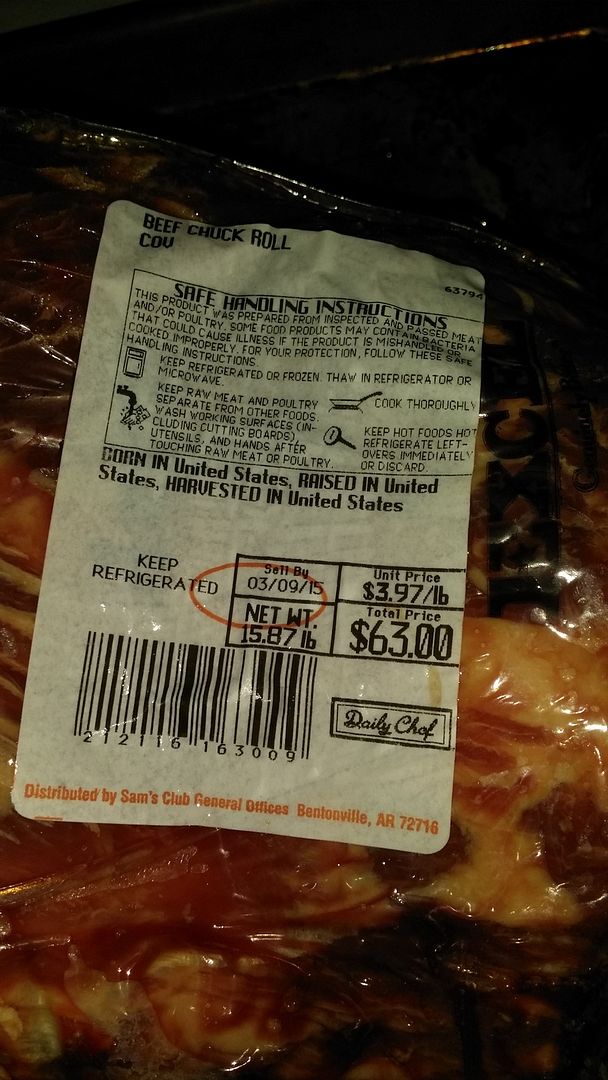 BEEF CHUCK ROLL
COV
63794
SAFE HANDLING INSTRUCTIONS
THIS PRODUCT WAS PREPARED FROM INSPECTED AND PASSED MEAT
AND/OR POULTRY. SOME FOOD PRODUCTS MAY CONTAIN BACTERIA
THAT COULD CAUSE ILLNESS IF THE PRODUCT IS MISHANDLED OR
COOKED IMPROPERLY. FOR YOUR PROTECTION, FOLLOW THESE SAFE
HANDLING INSTRUCTIONS.
KEEP REFRIGERATED OR FROZEN. THAW IN REFRIGERATOR OR
MICROWAVE.
KEEP RAW MEAT AND POULTRY
SEPARATE FROM OTHER FOODS.
WASH WORKING SURFACES (IN-
CLUDING CUTTING BOARDS),
UTENSILS, AND HANDS AFTER
TOUCHING RAW MEAT OR POULTRY.
COOK THOROUGHLY
KEEP HOT FOODS HOT
REFRIGERATE LEFT-
OVERS IMMEDIATELY
OR DISCARD.
BORN IN United States, RAISED IN United
States, HARVESTED IN United States
KEEP
REFRIGERATED
Sell By
03/09/15
Unit Price
$3.97/lb
NET WT.
15.87 lb
Total Price
$63.00
2 12116 163009
Daily Chef
Distributed by Sam's Club General Offices Bentonville, AR 72716